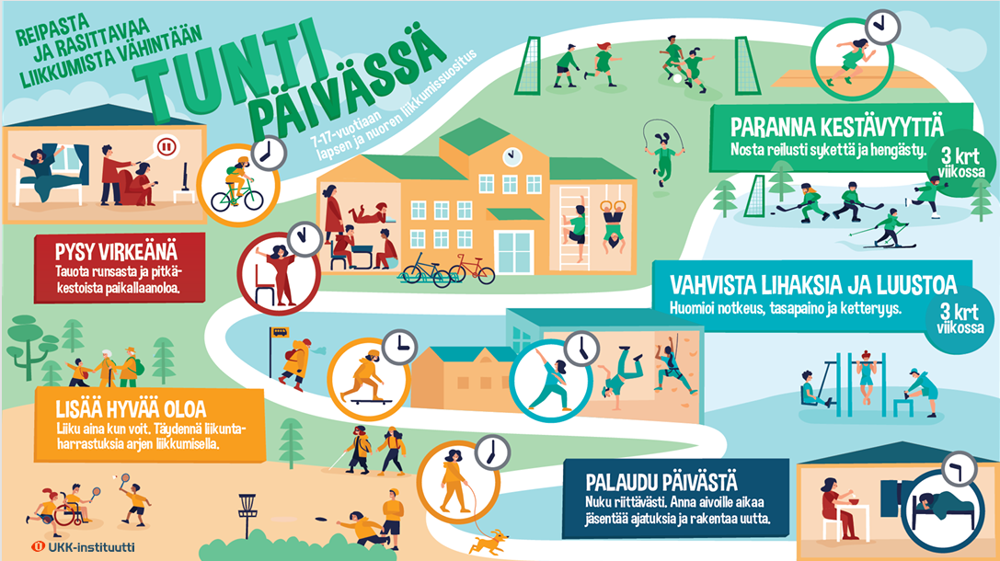 REIPASTA
JA RASITTAVAA
LIIKKUMISTA VÄHINTÄÄN
TUNTI
PÄIVÄSSÄ
7-17-vuotiaan
lapsen ja nuoren liikkumissuositus
PARANNA KESTÄVYYTTÄ
Nosta reilusti sykettä ja hengästy.
3 krt
viikossa
PYSY VIRKEÄNÄ
Tauota runsasta ja pitkä-
kestoista paikallaanoloa.
VAHVISTA LIHAKSIA JA LUUSTOA
Huomioi notkeus, tasapaino ja ketteryys.
3 krt
viikossa
LISÄÄ HYVÄÄ OLOA
Liiku aina kun voit. Täydennä liikunta-
harrastuksia arjen liikkumisella.
PALAUDU PÄIVÄSTÄ
Nuku riittävästi. Anna aivoille aikaa
jäsentää ajatuksia ja rakentaa uutta.
UKK-instituutti